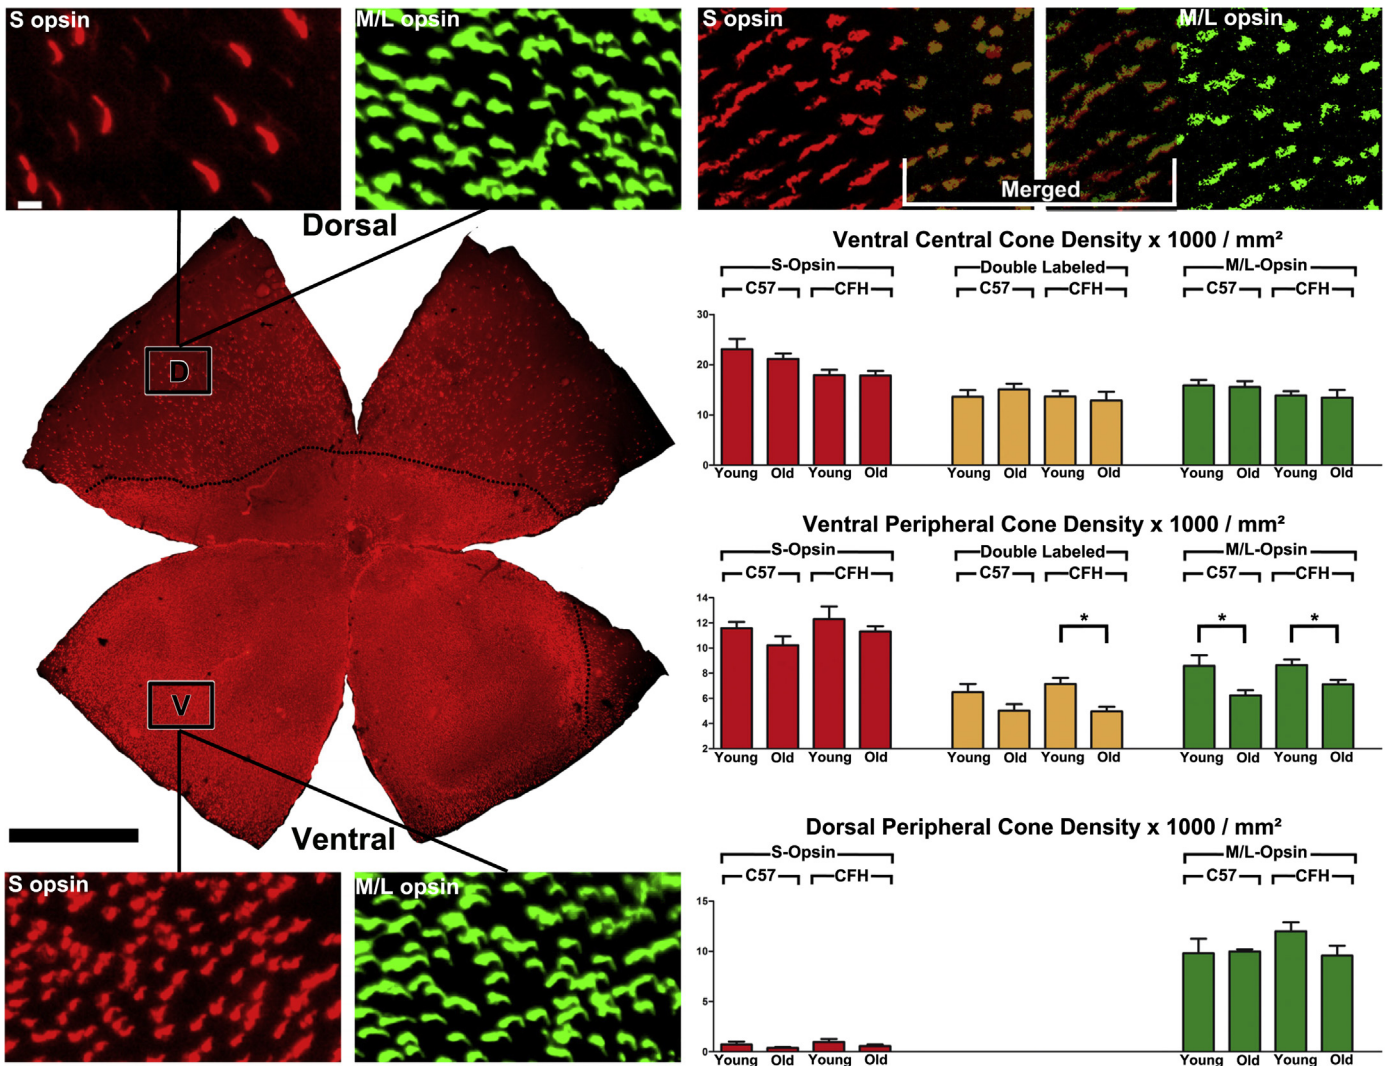 S opsin
M/L opsin
S opsin
M/L opsin
Merged
Dorsal
D
V
Ventral
S opsin
M/L opsin
Ventral Central Cone Density x 1000 / mm²
S-Opsin Double Labeled M/L-Opsin
C57 CFH C57 CFH C57 CFH
30
20
10
0
Young Old Young Old Young Old Young Old Young Old Young Old
Ventral Peripheral Cone Density x 1000 / mm²
S-Opsin Double Labeled M/L-Opsin
C57 CFH C57 CFH C57 CFH
14
12
10
8
6
4
2
* * *
Young Old Young Old Young Old Young Old Young Old Young Old
Dorsal Peripheral Cone Density x 1000 / mm²
S-Opsin M/L-Opsin
C57 CFH C57 CFH
15
10
5
0
Young Old Young Old Young Old Young Old